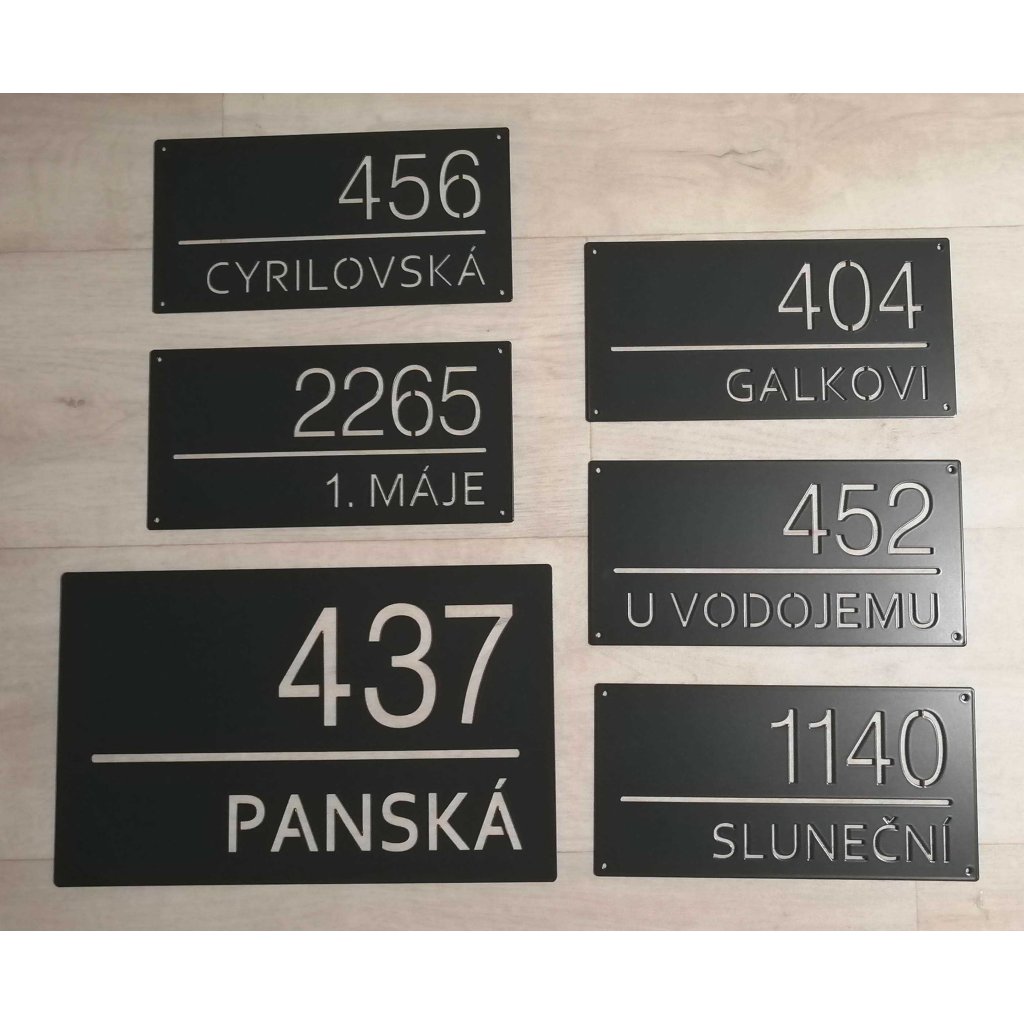 456
CYRILOVSKÁ
2265
1. MÁJE
437
PANSKÁ
404
GALKOVI
452
U VODOJEMU
1140
SLUNEČNÍ